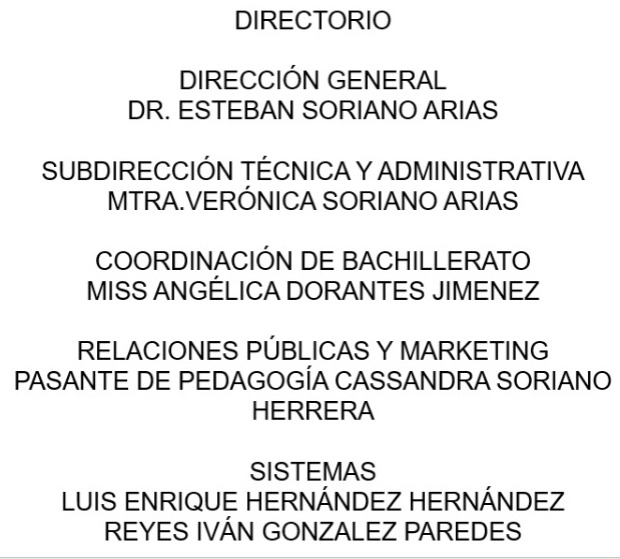 DIRECTORIO
DIRECCIÓN GENERAL
DR. ESTEBAN SORIANO ARIAS
SUBDIRECCIÓN TÉCNICA Y ADMINISTRATIVA
MTRA.VERÓNICA SORIANO ARIAS
COORDINACIÓN DE BACHILLERATO
MISS ANGÉLICA DORANTES JIMENEZ
RELACIONES PÚBLICAS Y MARKETING
PASANTE DE PEDAGOGÍA CASSANDRA SORIANO
HERRERA
SISTEMAS
LUIS ENRIQUE HERNÁNDEZ HERNÁNDEZ
REYES IVÁN GONZALEZ PAREDES